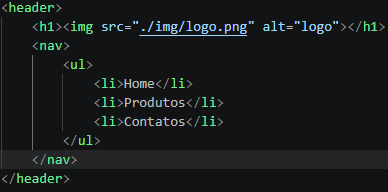 <header>
    <h1><img src="./img/logo.png" alt="logo"></h1>
    <nav>
        <ul>
            <li>Home</li>
            <li>Produtos</li>
            <li>Contatos</li>
        </ul>
    </nav>
</header>